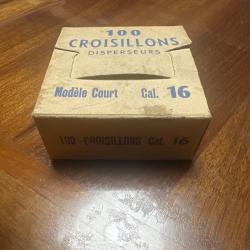 100
CROISILLONS
DISPERSEURS
Modèle Court Cal. 16
100 CROISILLONS Cal. 16